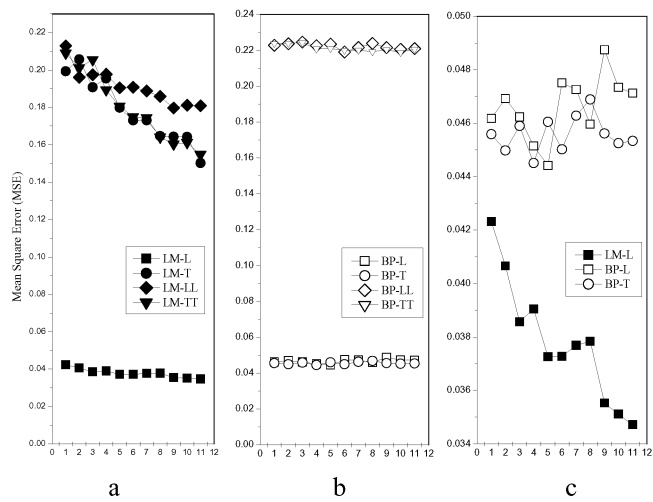 Mean Square Error (MSE)
0.22
0.20
0.18
0.16
0.14
0.12
0.10
0.08
0.06
0.04
0.02
0.00
0 1 2 3 4 5 6 7 8 9 10 11 12
LM-L
LM-T
LM-LL
LM-TT
a
0.24
0.22
0.20
0.18
0.16
0.14
0.12
0.10
0.08
0.06
0.04
0.02
0.00
0 1 2 3 4 5 6 7 8 9 10 11 12
BP-L
BP-T
BP-LL
BP-TT
b
0.050
0.048
0.046
0.044
0.042
0.040
0.038
0.036
0.034
0 1 2 3 4 5 6 7 8 9 10 11 12
LM-L
BP-L
BP-T
c